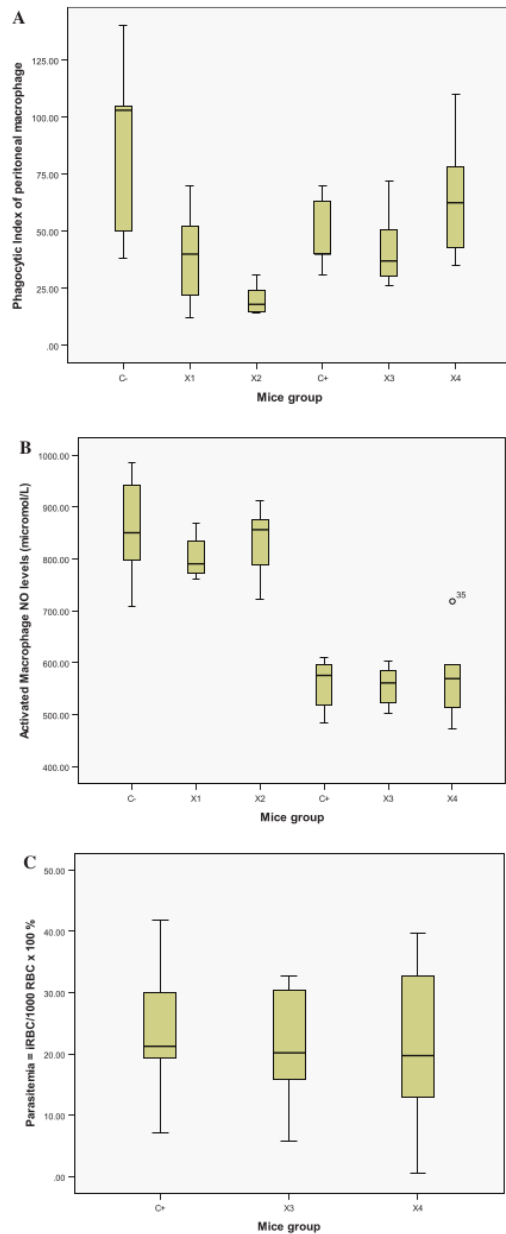 A
Phagocytic Index of peritoneal macrophage
125.00
100.00
75.00
50.00
25.00
.00
C-
X1
X2
C+
X3
X4
Mice group
B
Activated Macrophage NO levels (micromol/L)
1000.00
900.00
800.00
700.00
600.00
500.00
400.00
35
C-
X1
X2
C+
X3
X4
Mice group
C
Parasitemia = iRBC/1000 RBC x 100 %
50.00
40.00
30.00
20.00
10.00
.00
C+
X3
X4
Mice group